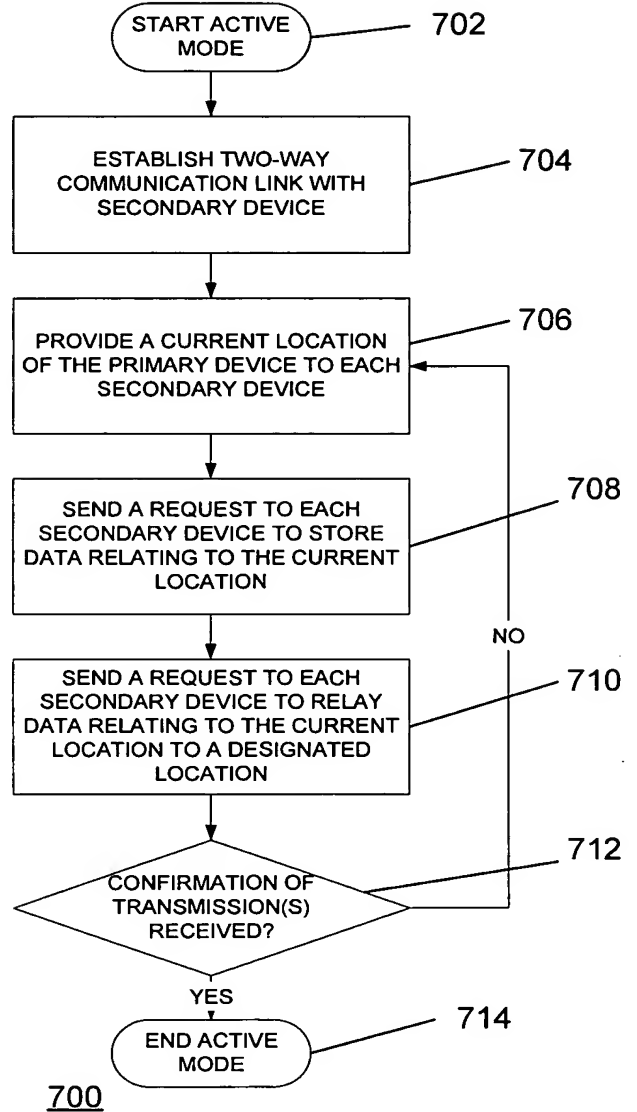 START ACTIVE
MODE
702
ESTABLISH TWO-WAY
COMMUNICATION LINK WITH
SECONDARY DEVICE
704
PROVIDE A CURRENT LOCATION
OF THE PRIMARY DEVICE TO EACH
SECONDARY DEVICE
706
SEND A REQUEST TO EACH
SECONDARY DEVICE TO STORE
DATA RELATING TO THE CURRENT
LOCATION
708
NO
SEND A REQUEST TO EACH
SECONDARY DEVICE TO RELAY
DATA RELATING TO THE CURRENT
LOCATION TO A DESIGNATED
LOCATION
710
CONFIRMATION OF
TRANSMISSION(S)
RECEIVED?
712
YES
END ACTIVE
MODE
714
700